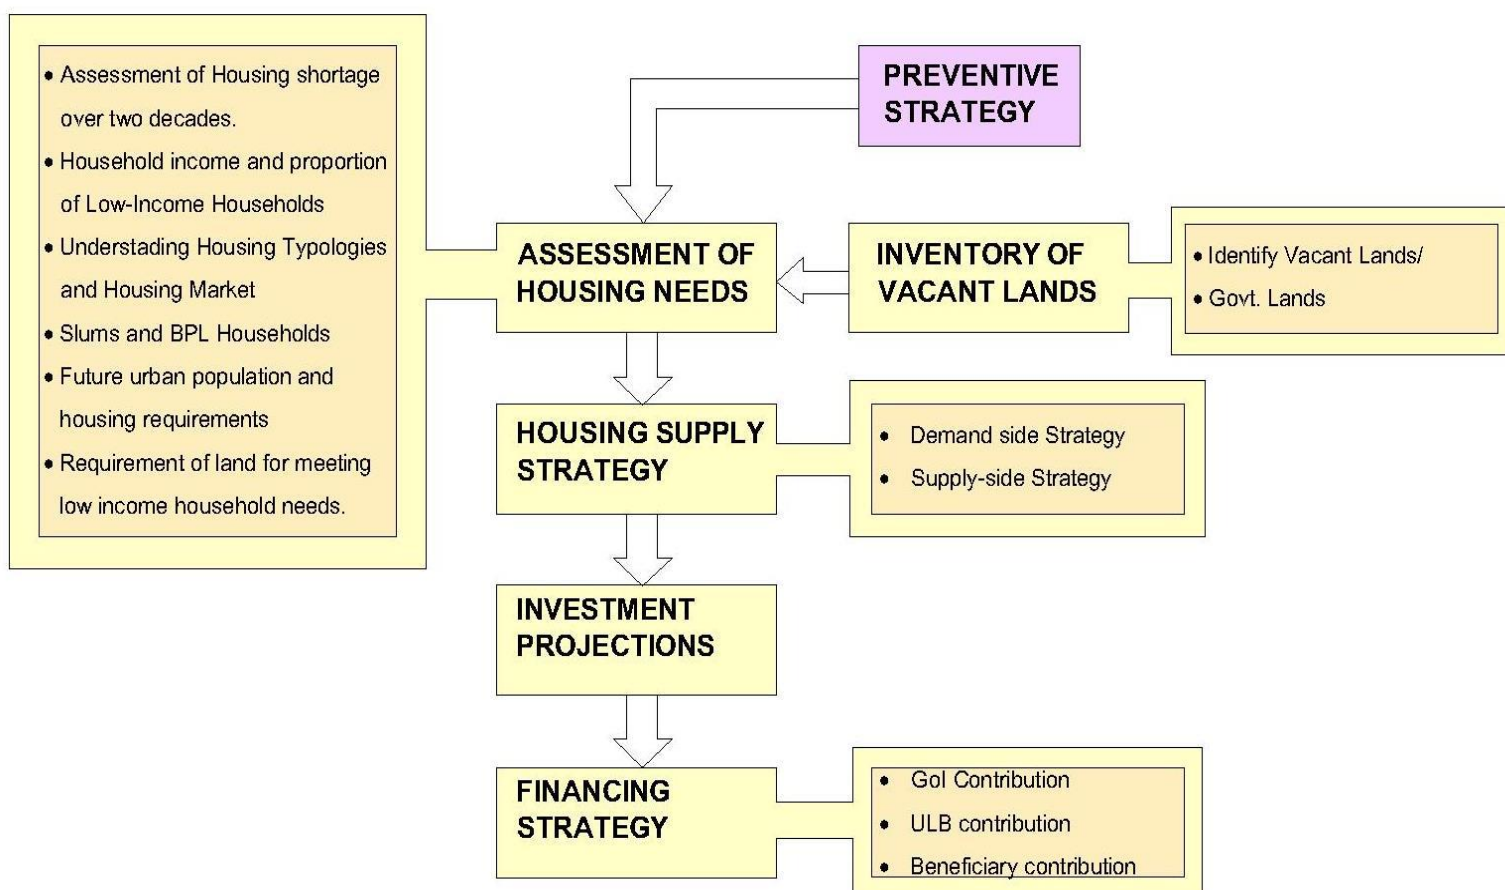 • Assessment of Housing shortage
over two decades.
• Household income and proportion
of Low-Income Households
• Understading Housing Typologies
and Housing Market
• Slums and BPL Households
• Future urban population and
housing requirements
• Requirement of land for meeting
low income household needs.
PREVENTIVE
STRATEGY
ASSESSMENT OF
HOUSING NEEDS
INVENTORY OF
VACANT LANDS
• Identify Vacant Lands/
• Govt. Lands
HOUSING SUPPLY
STRATEGY
• Demand side Strategy
• Supply-side Strategy
INVESTMENT
PROJECTIONS
FINANCING
STRATEGY
• GoI Contribution
• ULB contribution
• Beneficiary contribution